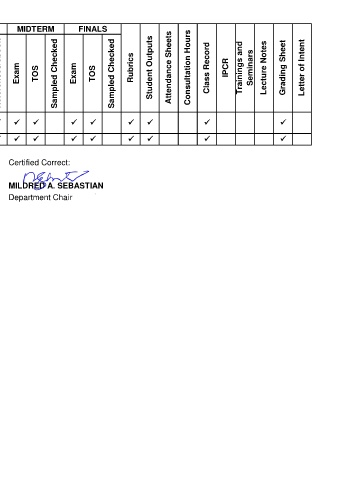 MIDTERM FINALS
Exam TOS Sampled Checked Exam TOS Sampled Checked Rubrics Student Outputs Attendance Sheets Consultation Hours Class Record IPCR Trainings and Seminars Lecture Notes Grading Sheet Letter of Intent
✓ ✓ ✓ ✓ ✓ ✓ ✓ ✓
✓ ✓ ✓ ✓ ✓ ✓ ✓ ✓
Certified Correct:
MILDRED A. SEBASTIAN
Department Chair